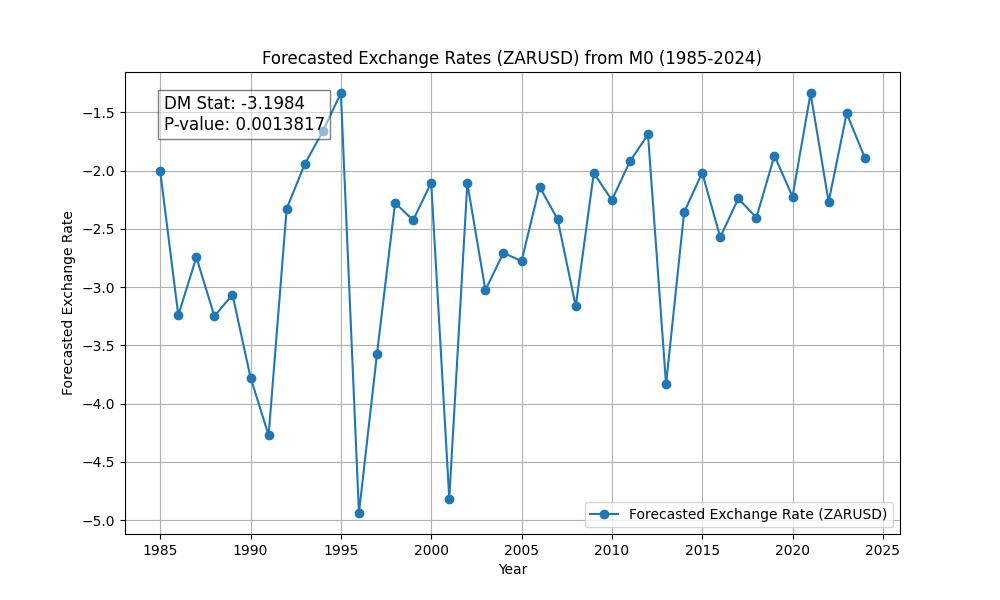 Forecasted Exchange Rates (ZARUSD) from M0 (1985-2024)
DM Stat: -3.1984
P-value: 0.0013817
Forecasted Exchange Rate
−1.5
−2.0
−2.5
−3.0
−3.5
−4.0
−4.5
−5.0
Forecasted Exchange Rate (ZARUSD)
1985 1990 1995 2000 2005 2010 2015 2020 2025
Year